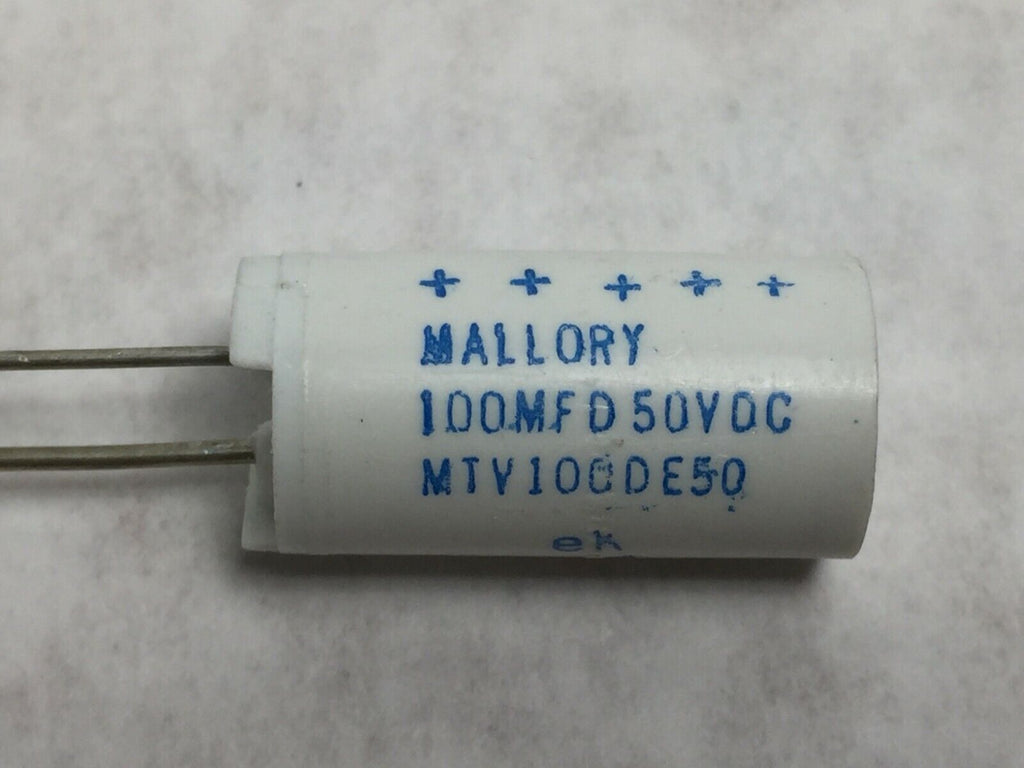 + + + + +
MALLORY
100MFD 50VDC
MTV100DE50
eK